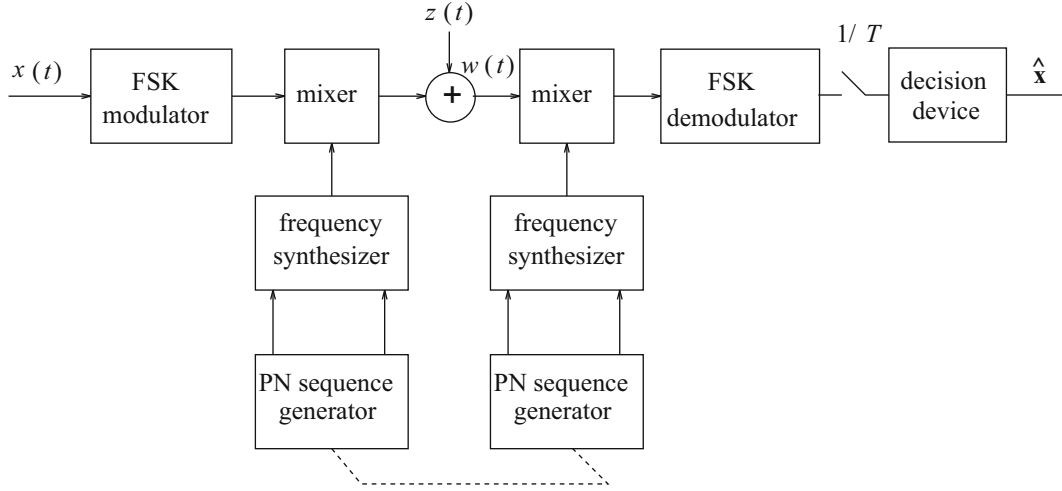 z (t)
1/ T
x (t)
FSK
modulator
mixer
+
w (t)
mixer
FSK
demodulator
decision
device
x̂
frequency
synthesizer
frequency
synthesizer
PN sequence
generator
PN sequence
generator